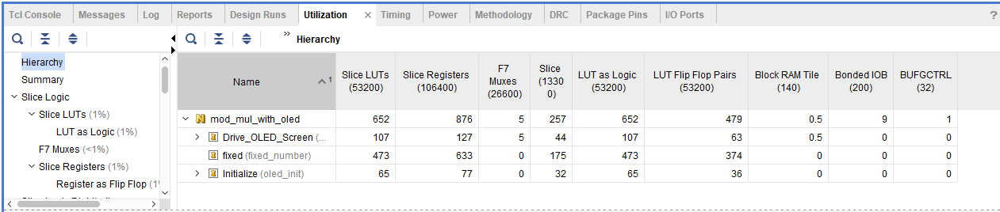 Tcl Console Messages Log Reports Design Runs Utilization × Timing Power Methodology DRC Package Pins I/O Ports ?
» Hierarchy
Hierarchy
Summary
Slice Logic
Slice LUTs (1%)
LUT as Logic (1%)
F7 Muxes (<1%)
Slice Registers (1%)
Register as Flip Flop (1%
Name 1 Slice LUTs (53200) Slice Registers (106400) F7 Muxes (26600) Slice (13300) LUT as Logic (53200) LUT Flip Flop Pairs (53200) Block RAM Tile (140) Bonded IOB (200) BUFGCTRL (32)
N mod_mul_with_oled 652 876 5 257 652 479 0.5 9 1
I Drive_OLED_Screen (... 107 127 5 44 107 63 0.5 0 0
I fixed (fixed_number) 473 633 0 175 473 374 0 0 0
I Initialize (oled_init) 65 77 0 32 65 36 0 0 0